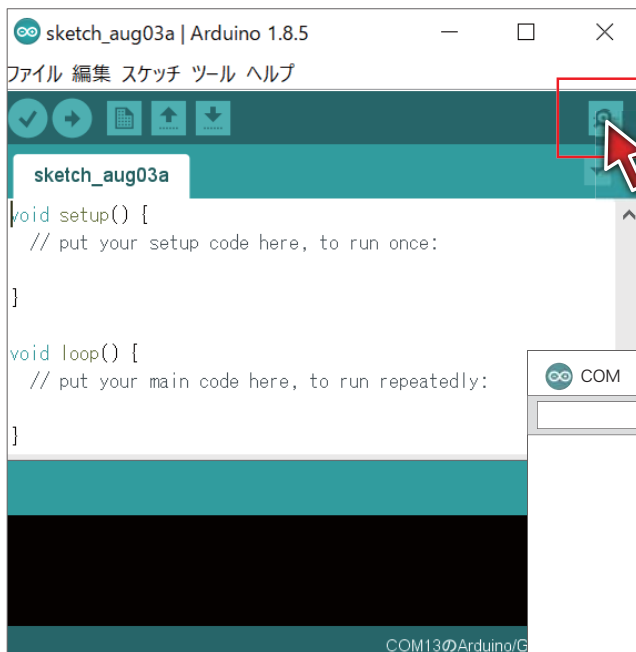 sketch_aug03a | Arduino 1.8.5
ファイル 編集 スケッチ ツール ヘルプ
sketch_aug03a
void setup() {
// put your setup code here, to run once:
}
void loop() {
// put your main code here, to run repeatedly:
}
COM
COM13のArduino/G